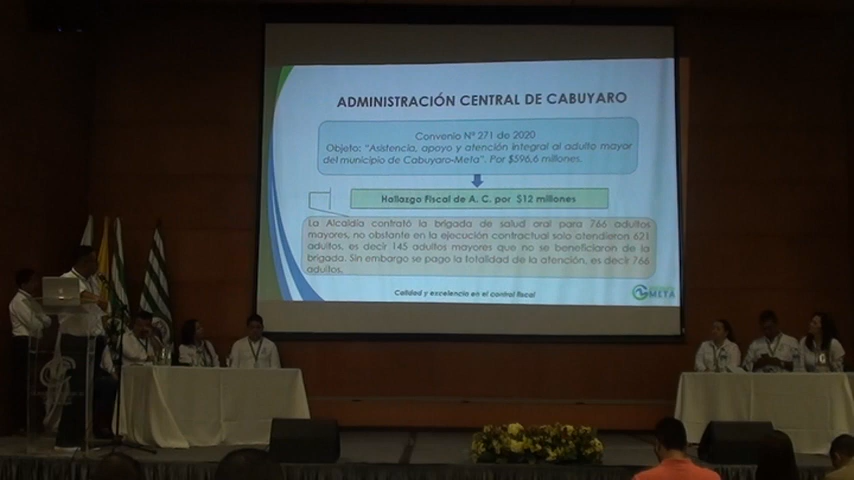 ADMINISTRACIÓN CENTRAL DE CABUYARO
Convenio Nº 271 de 2020
Objeto: "Asistencia, apoyo y atención integral al adulto mayor
del municipio de Cabuyaro-Meta". Por $596,6 millones.
Hallazgo Fiscal de A. C. por $12 millones
La Alcaldía contrató la brigada de salud oral para 766 adultos
mayores, no obstante en la ejecución contractual solo atendieron 621
adultos, es decir 145 adultos mayores que no se beneficiaron de la
brigada. Sin embargo se pago la totalidad de la atención, es decir 766
adultos.
Calidad y excelencia en el control fiscal
META